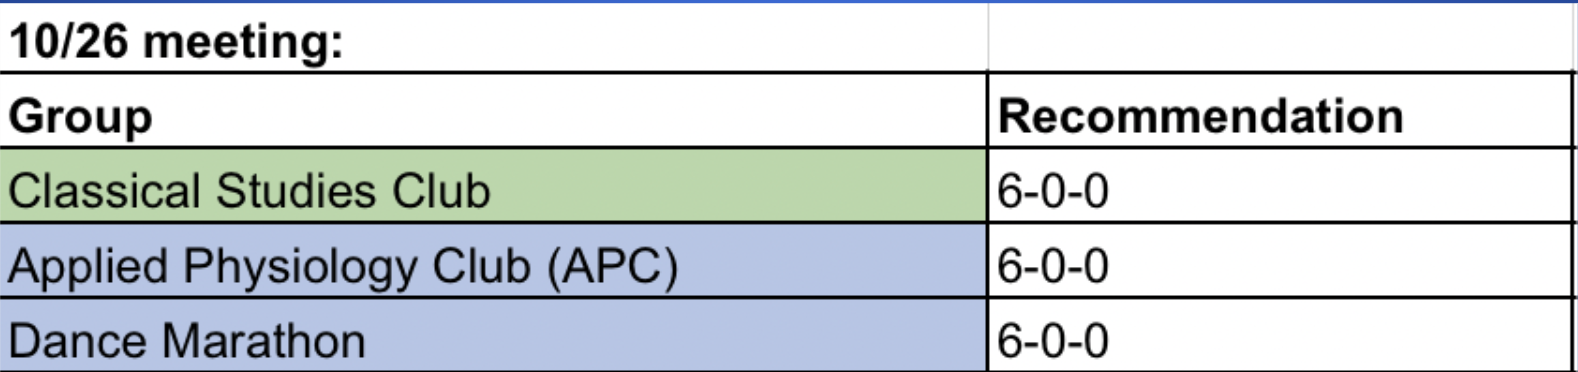 10/26 meeting:
Group Recommendation
Classical Studies Club 6-0-0
Applied Physiology Club (APC) 6-0-0
Dance Marathon 6-0-0